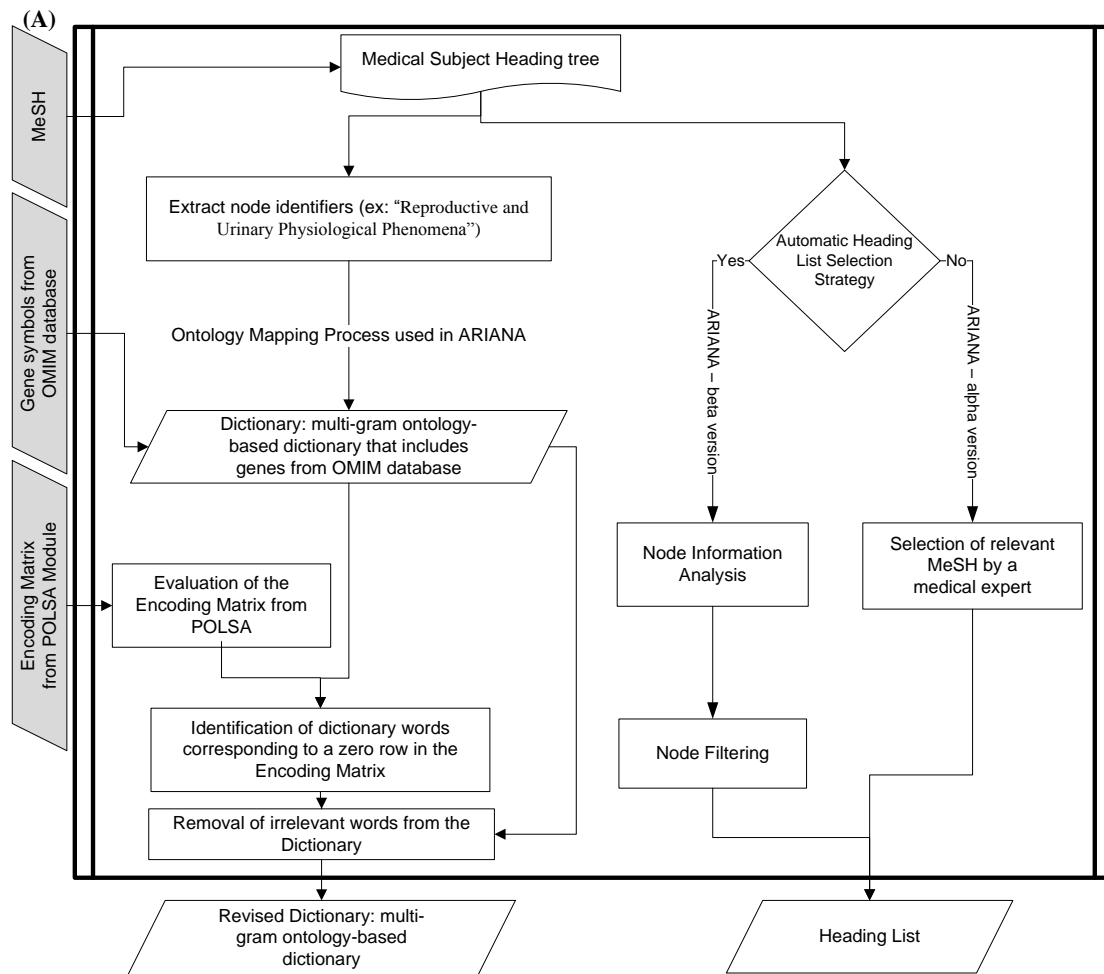 (A)
MeSH
Gene symbols from
OMIM database
Encoding Matrix
from POLSA Module
Medical Subject Heading tree
Extract node identifiers (ex: “Reproductive and
Urinary Physiological Phenomena”)
Ontology Mapping Process used in ARIANA
Dictionary: multi-gram ontology-
based dictionary that includes
genes from OMIM database
Evaluation of the
Encoding Matrix from
POLSA
Identification of dictionary words
corresponding to a zero row in the
Encoding Matrix
Removal of irrelevant words from the
Dictionary
Revised Dictionary: multi-
gram ontology-based
dictionary
Automatic Heading
List Selection
Strategy
Yes
No
ARIANA – beta version
ARIANA – alpha version
Node Information
Analysis
Selection of relevant
MeSH by a
medical expert
Node Filtering
Heading List